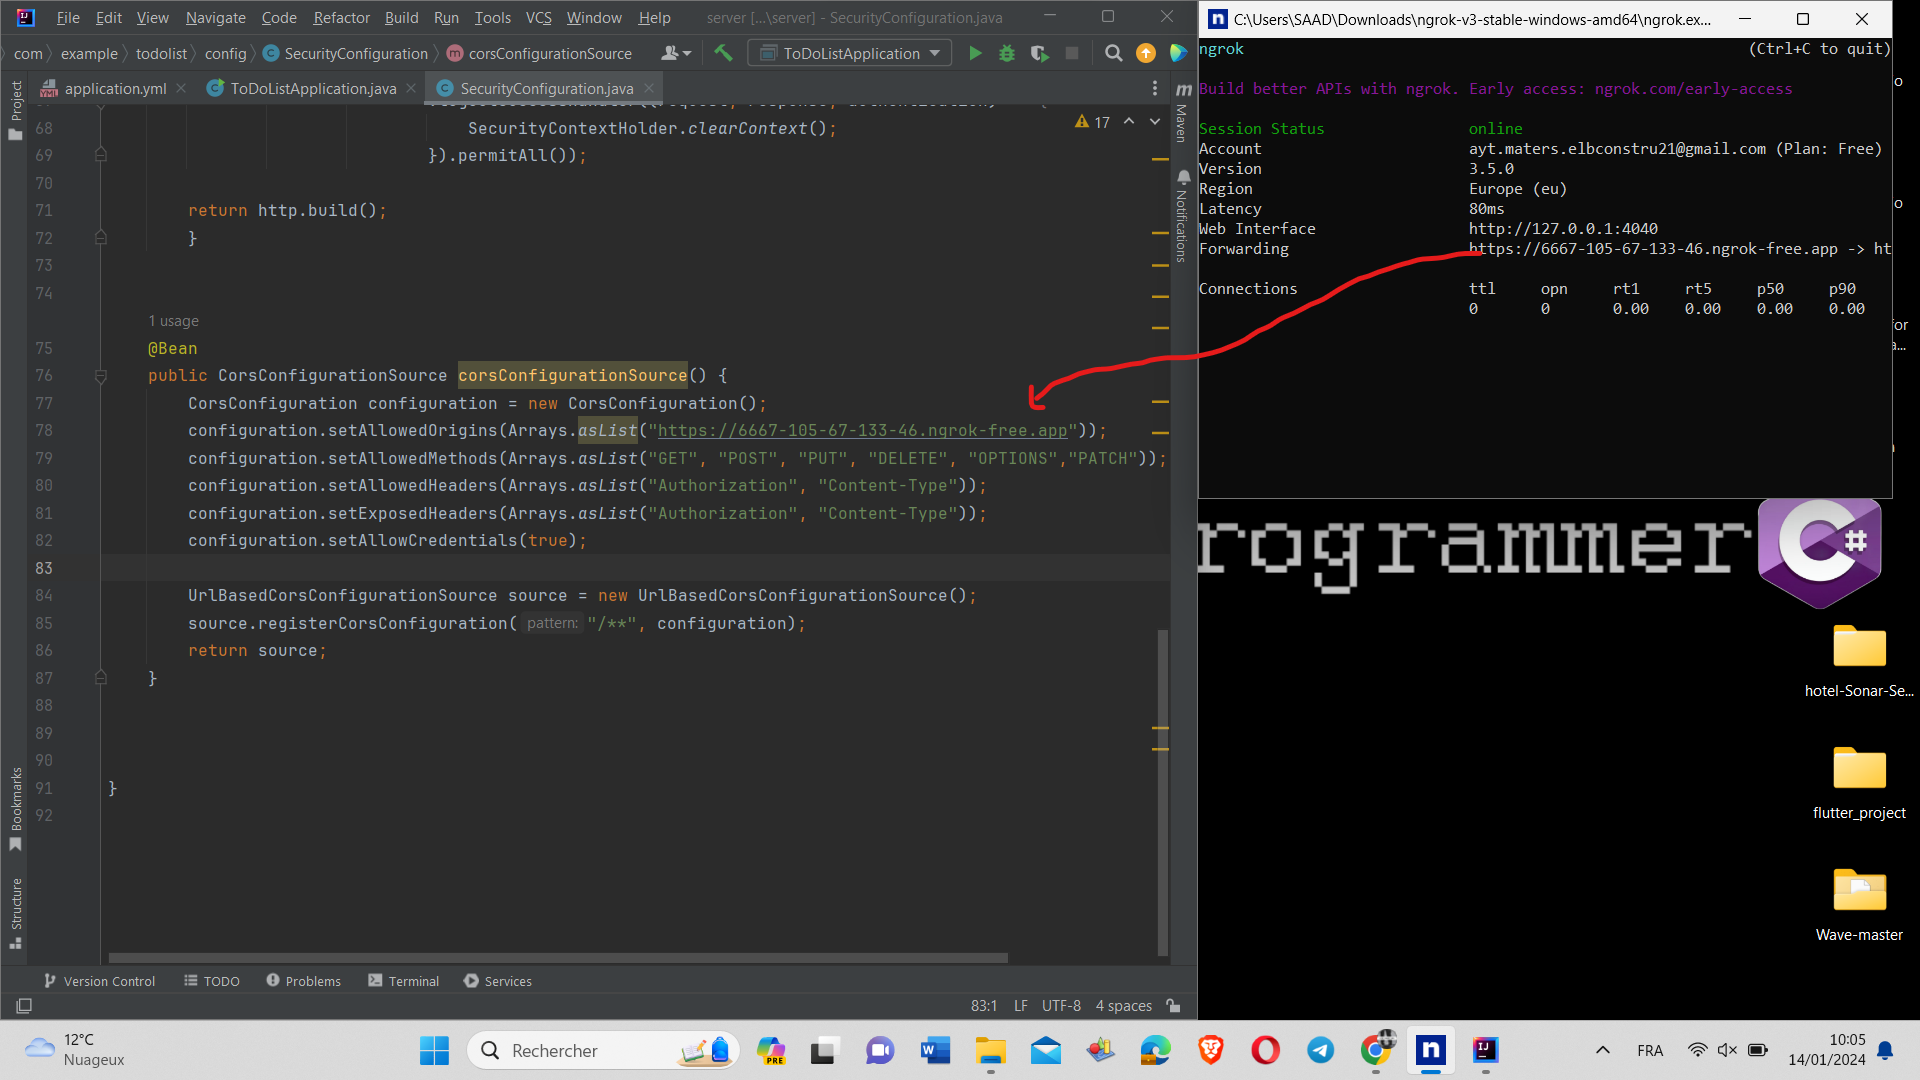 File Edit View Navigate Code Refactor Build Run Tools VCS Window Help server [...\server] - SecurityConfiguration.java
com example todolist config SecurityConfiguration corsConfigurationSource ToDoListApplication
application.yml ToDoListApplication.java SecurityConfiguration.java
Project
Maven
Notifications
Bookmarks
Structure
17
68 SecurityContextHolder.clearContext();
69 }).permitAll());
70
71 return http.build();
72 }
73
74
1 usage
75 @Bean
76 public CorsConfigurationSource corsConfigurationSource() {
77 CorsConfiguration configuration = new CorsConfiguration();
78 configuration.setAllowedOrigins(Arrays.asList("https://6667-105-67-133-46.ngrok-free.app"));
79 configuration.setAllowedMethods(Arrays.asList("GET", "POST", "PUT", "DELETE", "OPTIONS","PATCH"));
80 configuration.setAllowedHeaders(Arrays.asList("Authorization", "Content-Type"));
81 configuration.setExposedHeaders(Arrays.asList("Authorization", "Content-Type"));
82 configuration.setAllowCredentials(true);
83
84 UrlBasedCorsConfigurationSource source = new UrlBasedCorsConfigurationSource();
85 source.registerCorsConfiguration( pattern: "/**", configuration);
86 return source;
87 }
88
89
90
91 }
92
Version Control TODO Problems Terminal Services
83:1 LF UTF-8 4 spaces
C:\Users\SAAD\Downloads\ngrok-v3-stable-windows-amd64\ngrok.ex...
ngrok (Ctrl+C to quit)
Build better APIs with ngrok. Early access: ngrok.com/early-access
Session Status online
Account ayt.maters.elbconstru21@gmail.com (Plan: Free)
Version 3.5.0
Region Europe (eu)
Latency 80ms
Web Interface http://127.0.0.1:4040
Forwarding https://6667-105-67-133-46.ngrok-free.app -> ht
Connections ttl opn rt1 rt5 p50 p90
0 0 0.00 0.00 0.00 0.00
rogrammer
C#
hotel-Sonar-Se...
flutter_project
Wave-master
12°C
Nuageux
Rechercher
PRE
FRA
10:05
14/01/2024